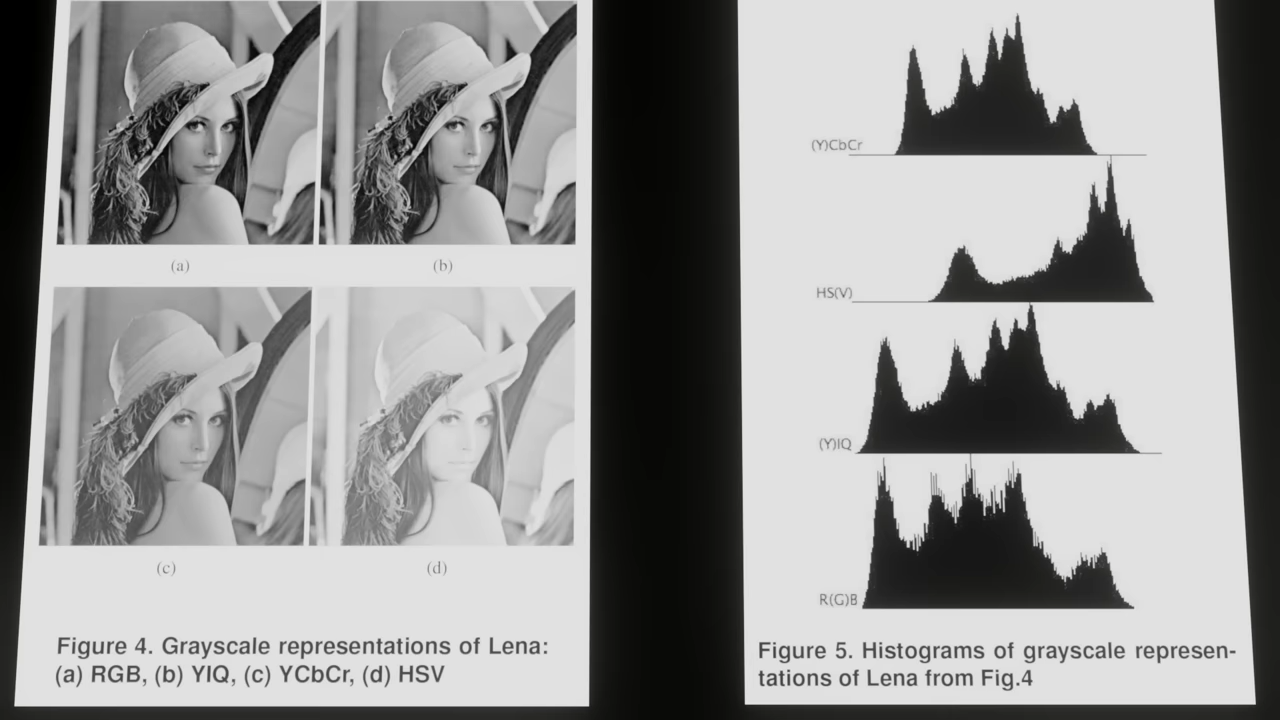 (a)
(b)
(c)
(d)
Figure 4. Grayscale representations of Lena:
(a) RGB, (b) YIQ, (c) YCbCr, (d) HSV
(Y)CbCr
HS(V)
(Y)IQ
R(G)B
Figure 5. Histograms of grayscale represen-
tations of Lena from Fig.4